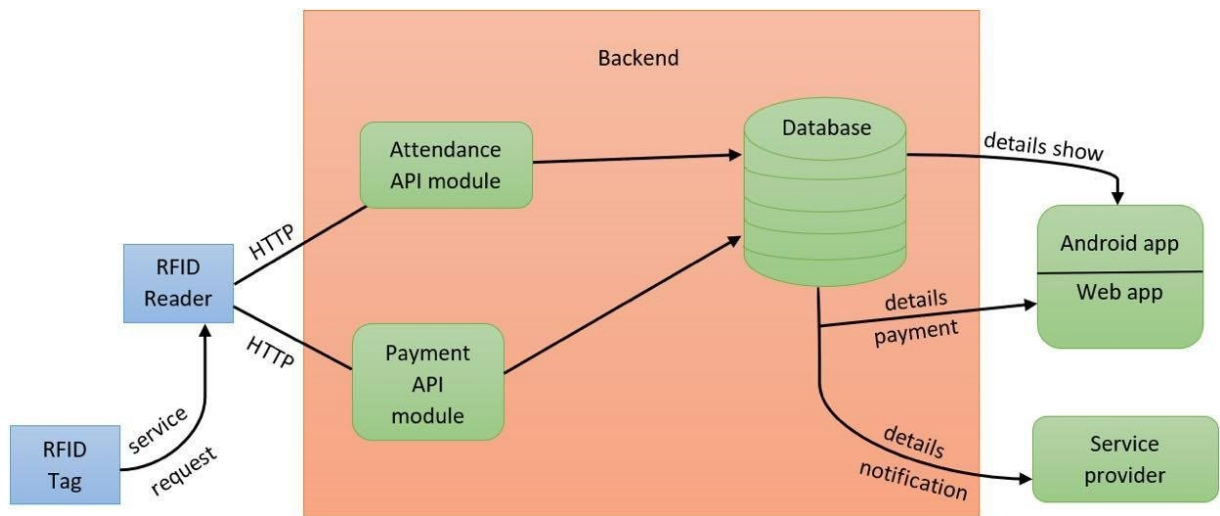 Backend
Attendance
API module
Database
details show
HTTP
RFID
Reader
Android app
Web app
HTTP
Payment
API
module
details
payment
service
request
RFID
Tag
details
notification
Service
provider